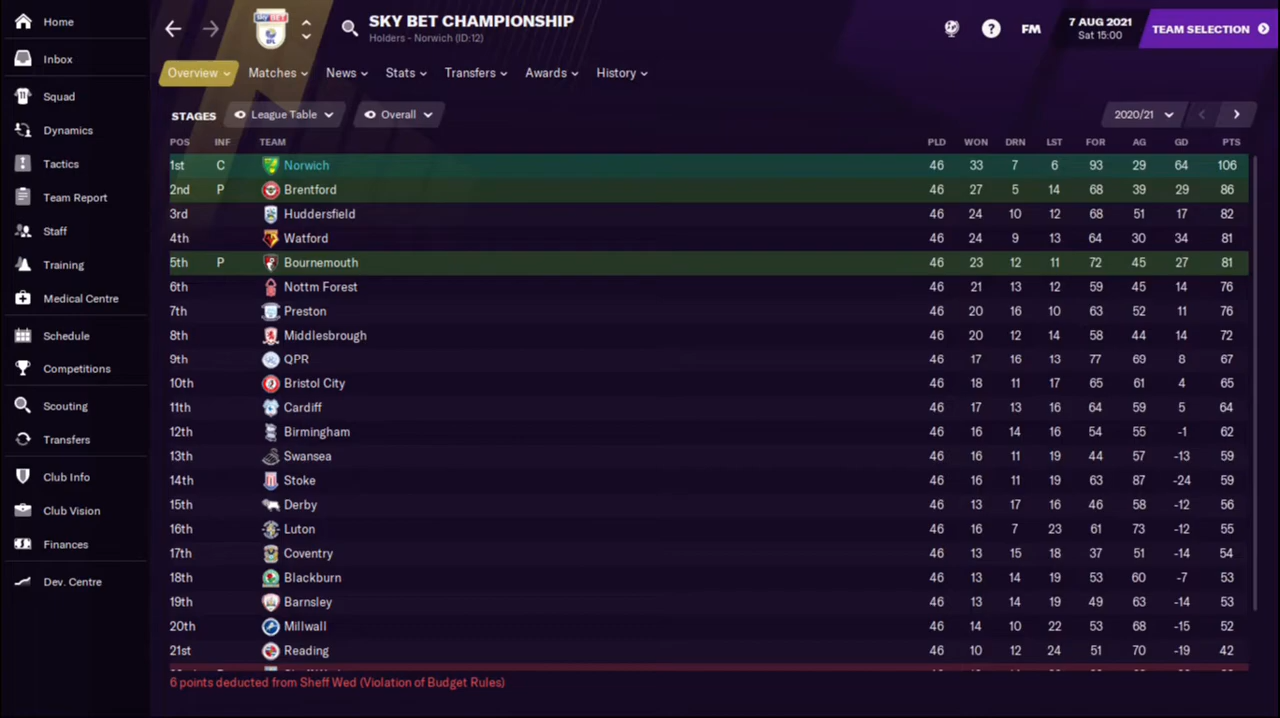 Home
Inbox
Squad
Dynamics
Tactics
Team Report
Staff
Training
Medical Centre
Schedule
Competitions
Scouting
Transfers
Club Info
Club Vision
Finances
Dev. Centre
SKY BET CHAMPIONSHIP
Holders - Norwich (ID:12)
? FM 7 AUG 2021
Sat 15:00
TEAM SELECTION
Overview Matches News Stats Transfers Awards History
STAGES League Table Overall 2020/21
POS INF TEAM PLD WON DRN LST FOR AG GD PTS
1st C Norwich 46 33 7 6 93 29 64 106
2nd P Brentford 46 27 5 14 68 39 29 86
3rd Huddersfield 46 24 10 12 68 51 17 82
4th Watford 46 24 9 13 64 30 34 81
5th P Bournemouth 46 23 12 11 72 45 27 81
6th Nottm Forest 46 21 13 12 59 45 14 76
7th Preston 46 20 16 10 63 52 11 76
8th Middlesbrough 46 20 12 14 58 44 14 72
9th QPR 46 17 16 13 77 69 8 67
10th Bristol City 46 18 11 17 65 61 4 65
11th Cardiff 46 17 13 16 64 59 5 64
12th Birmingham 46 16 14 16 54 55 -1 62
13th Swansea 46 16 11 19 44 57 -13 59
14th Stoke 46 16 11 19 63 87 -24 59
15th Derby 46 13 17 16 46 58 -12 56
16th Luton 46 16 7 23 61 73 -12 55
17th Coventry 46 13 15 18 37 51 -14 54
18th Blackburn 46 13 14 19 53 60 -7 53
19th Barnsley 46 13 14 19 49 63 -14 53
20th Millwall 46 14 10 22 53 68 -15 52
21st Reading 46 10 12 24 51 70 -19 42
6 points deducted from Sheff Wed (Violation of Budget Rules)